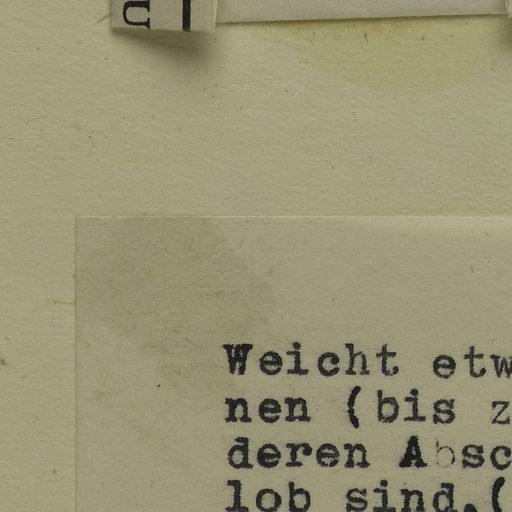 Weicht etw
nen (bis z
deren Absc
lob sind.(